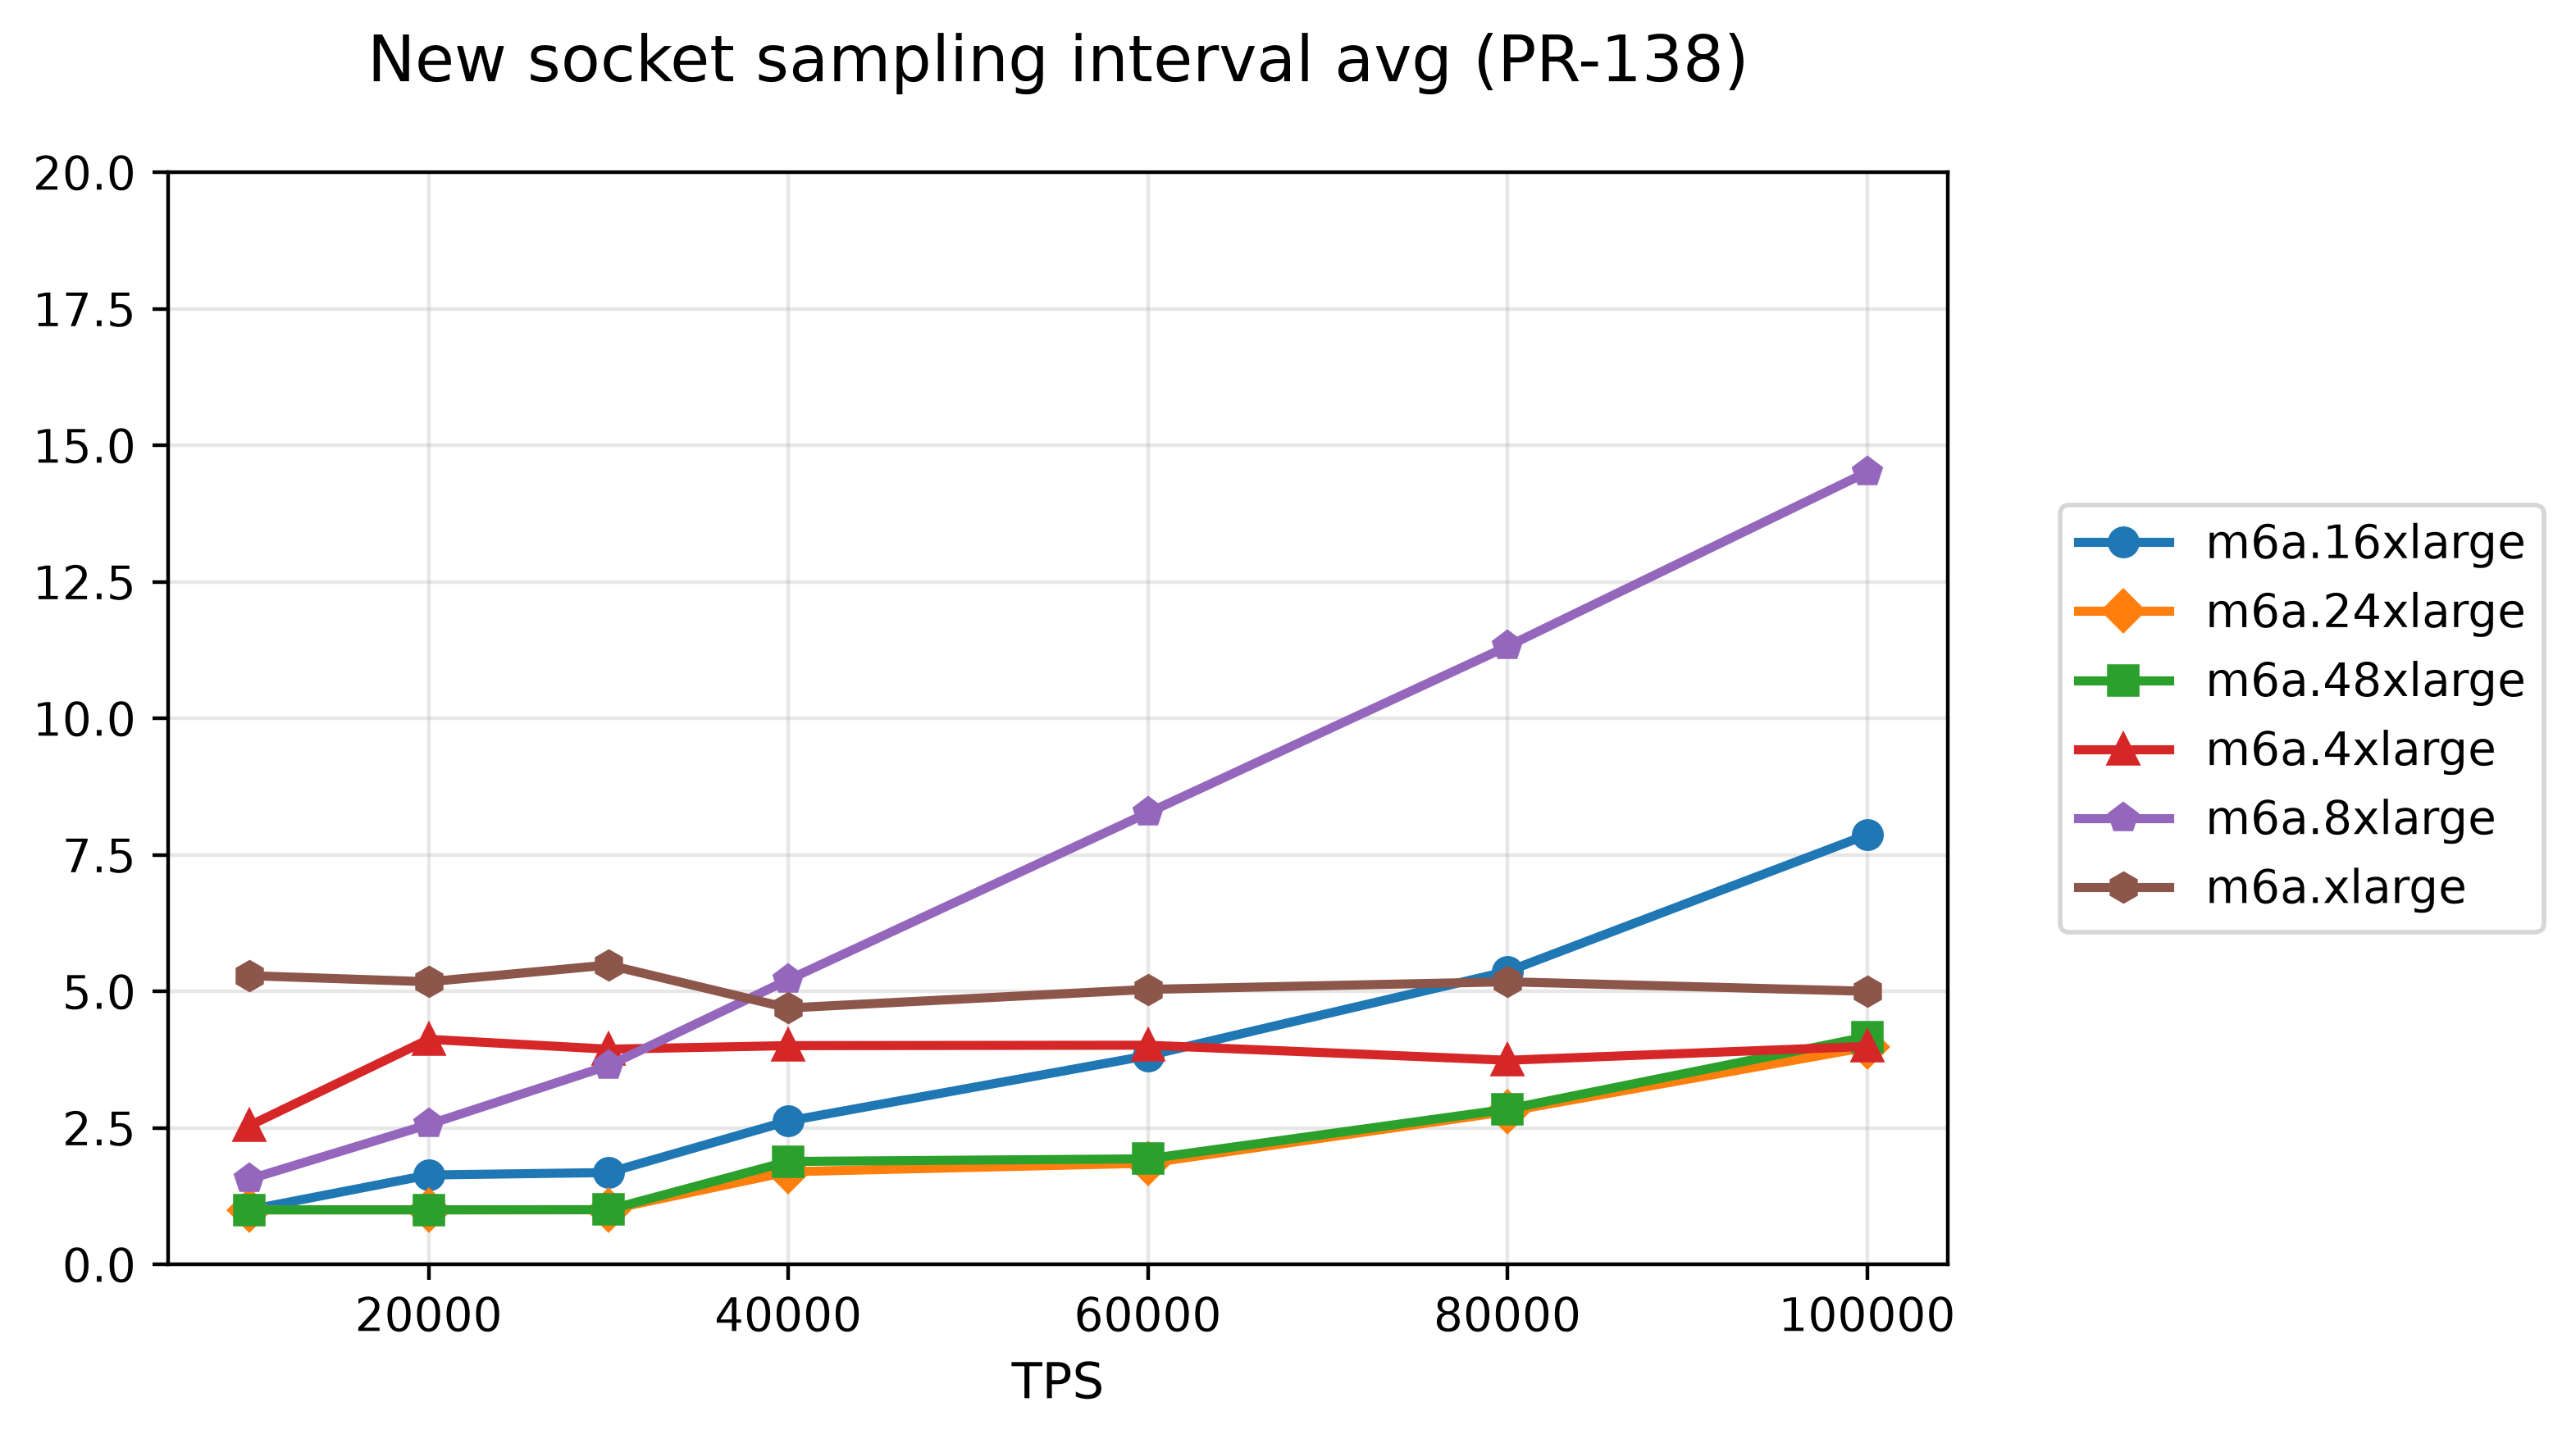 New socket sampling interval avg (PR-138)
20.0
17.5
15.0
12.5
10.0
7.5
5.0
2.5
0.0
20000 40000 60000 80000 100000
TPS
m6a.16xlarge
m6a.24xlarge
m6a.48xlarge
m6a.4xlarge
m6a.8xlarge
m6a.xlarge